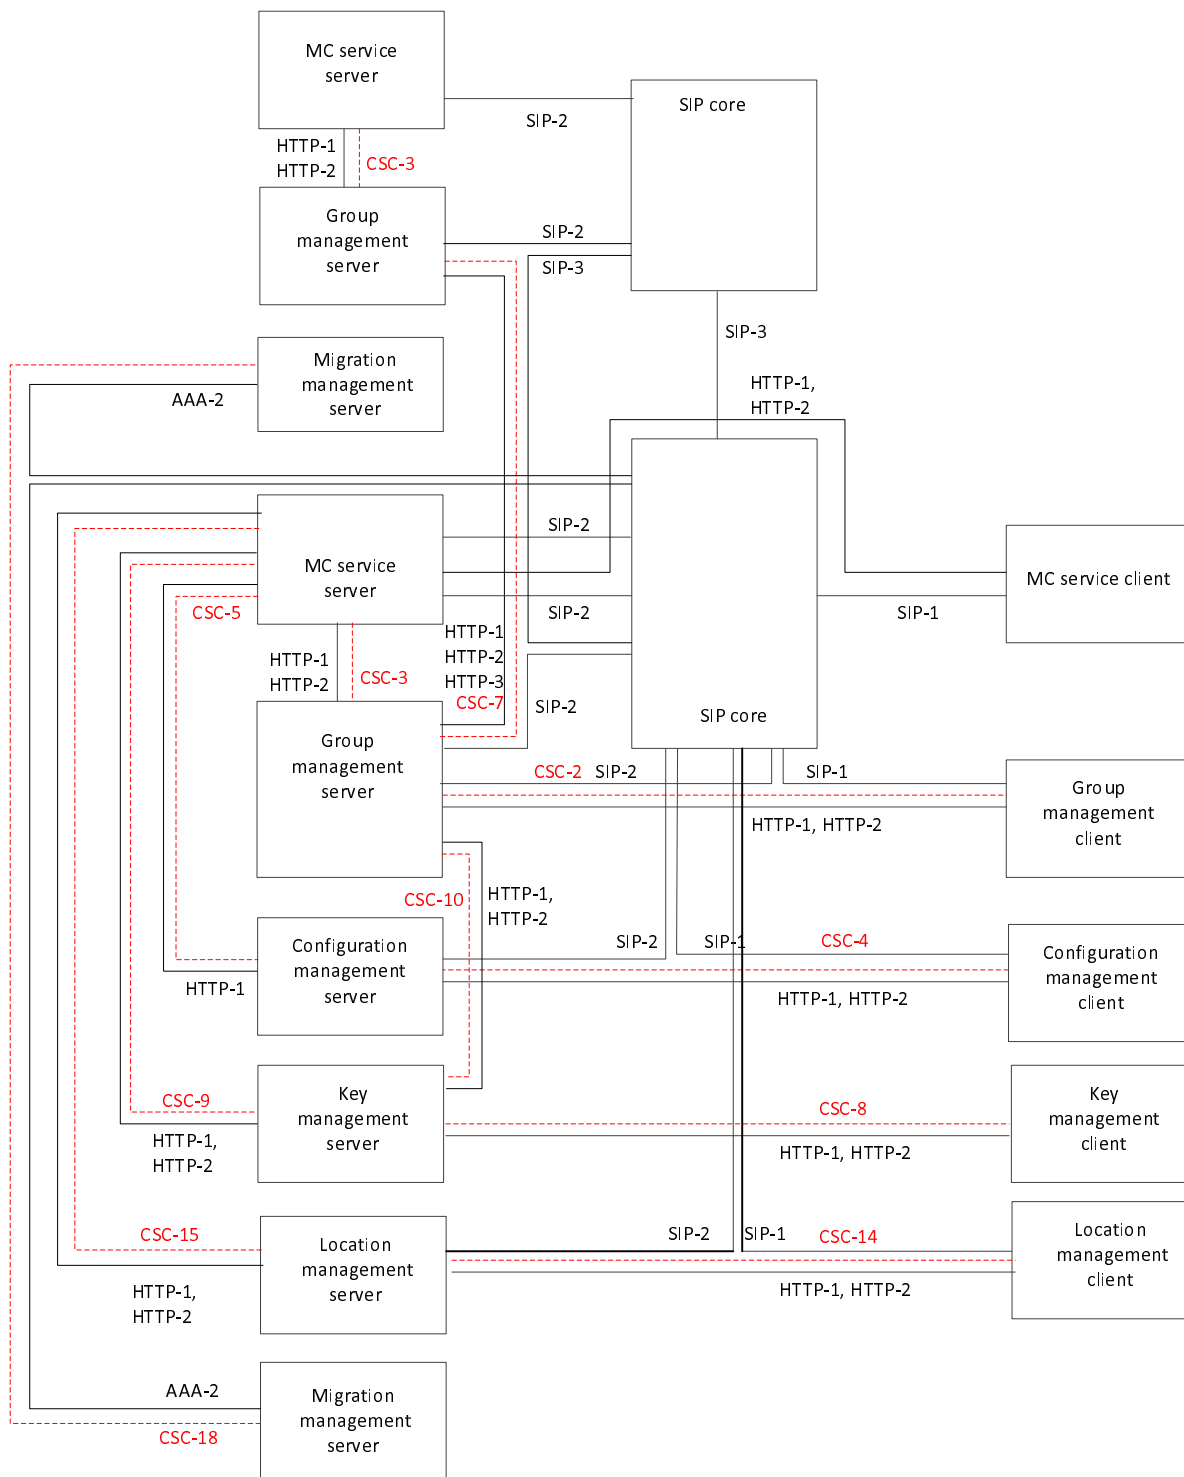 MC service
server
SIP core
SIP-2
HTTP-1
HTTP-2
CSC-3
Group
management
server
SIP-2
SIP-3
SIP-3
Migration
management
server
AAA-2
HTTP-1,
HTTP-2
SIP-2
MC service
server
MC service client
CSC-5
SIP-2
SIP-1
HTTP-1
HTTP-2
HTTP-3
CSC-7
HTTP-1
HTTP-2
CSC-3
SIP-2
SIP core
Group
management
server
CSC-2
SIP-2
SIP-1
Group
management
client
HTTP-1, HTTP-2
CSC-10
HTTP-1,
HTTP-2
Configuration
management
server
SIP-2
SIP-1
CSC-4
Configuration
management
client
HTTP-1
HTTP-1, HTTP-2
CSC-9
Key
management
server
CSC-8
Key
management
client
HTTP-1,
HTTP-2
HTTP-1, HTTP-2
CSC-15
Location
management
server
SIP-2
SIP-1
CSC-14
Location
management
client
HTTP-1,
HTTP-2
HTTP-1, HTTP-2
AAA-2
CSC-18
Migration
management
server